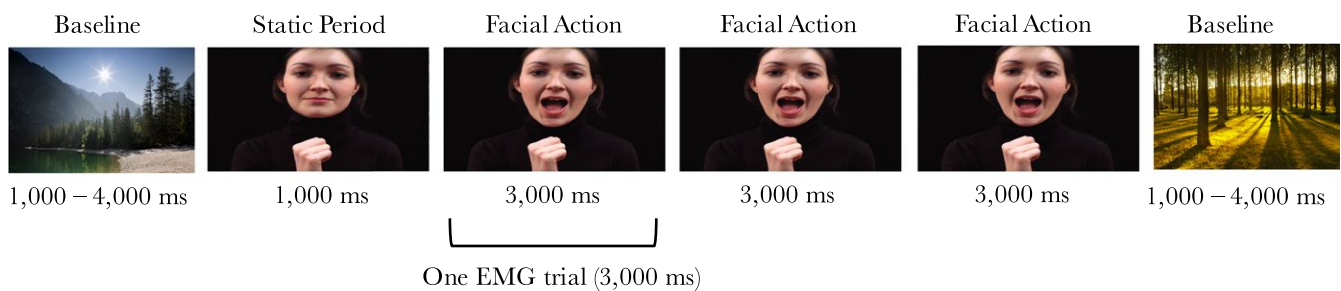 Baseline
Static Period
Facial Action
Facial Action
Facial Action
Baseline
1,000 – 4,000 ms
1,000 ms
3,000 ms
3,000 ms
3,000 ms
1,000 – 4,000 ms
One EMG trial (3,000 ms)